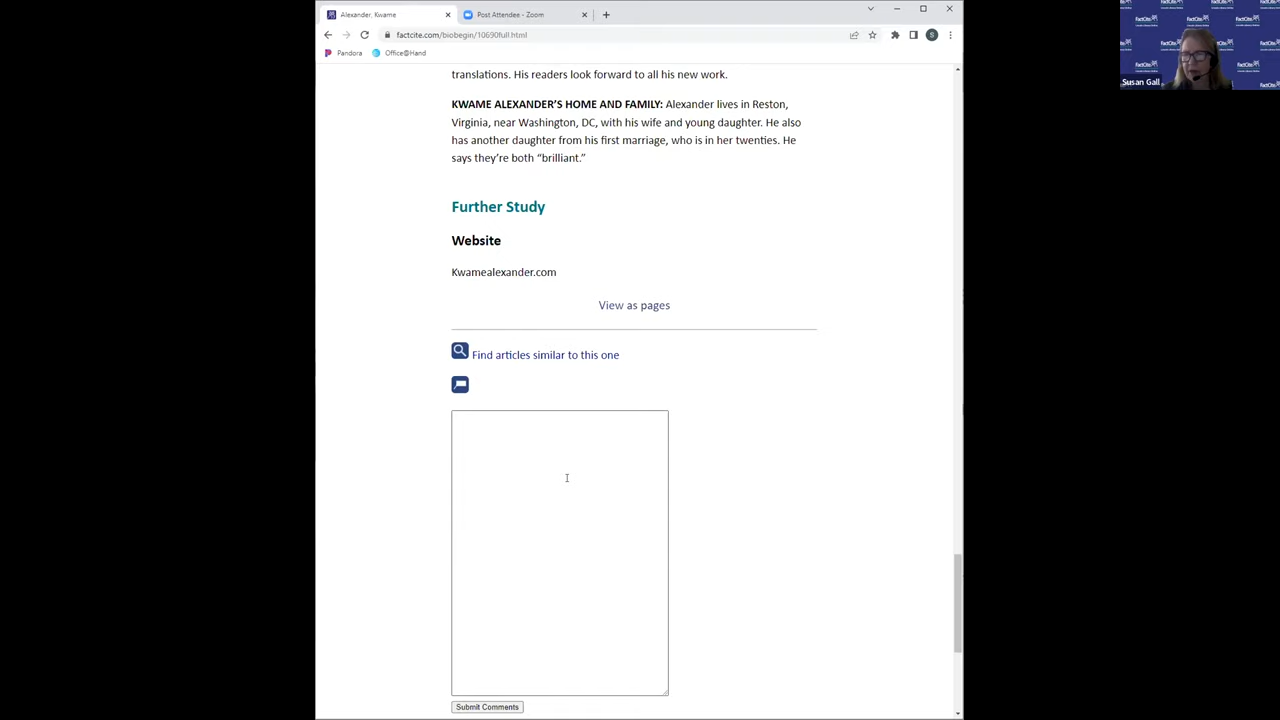 Alexander, Kwame
Post Attendee - Zoom
factcite.com/biobegin/10690full.html
S
Pandora
Office@Hand
translations. His readers look forward to all his new work.
KWAME ALEXANDER'S HOME AND FAMILY: Alexander lives in Reston,
Virginia, near Washington, DC, with his wife and young daughter. He also
has another daughter from his first marriage, who is in her twenties. He
says they're both “brilliant.”
Further Study
Website
Kwamealexander.com
View as pages
Find articles similar to this one
Submit Comments
FactCite
FactCite
FactCite
Susan Gall